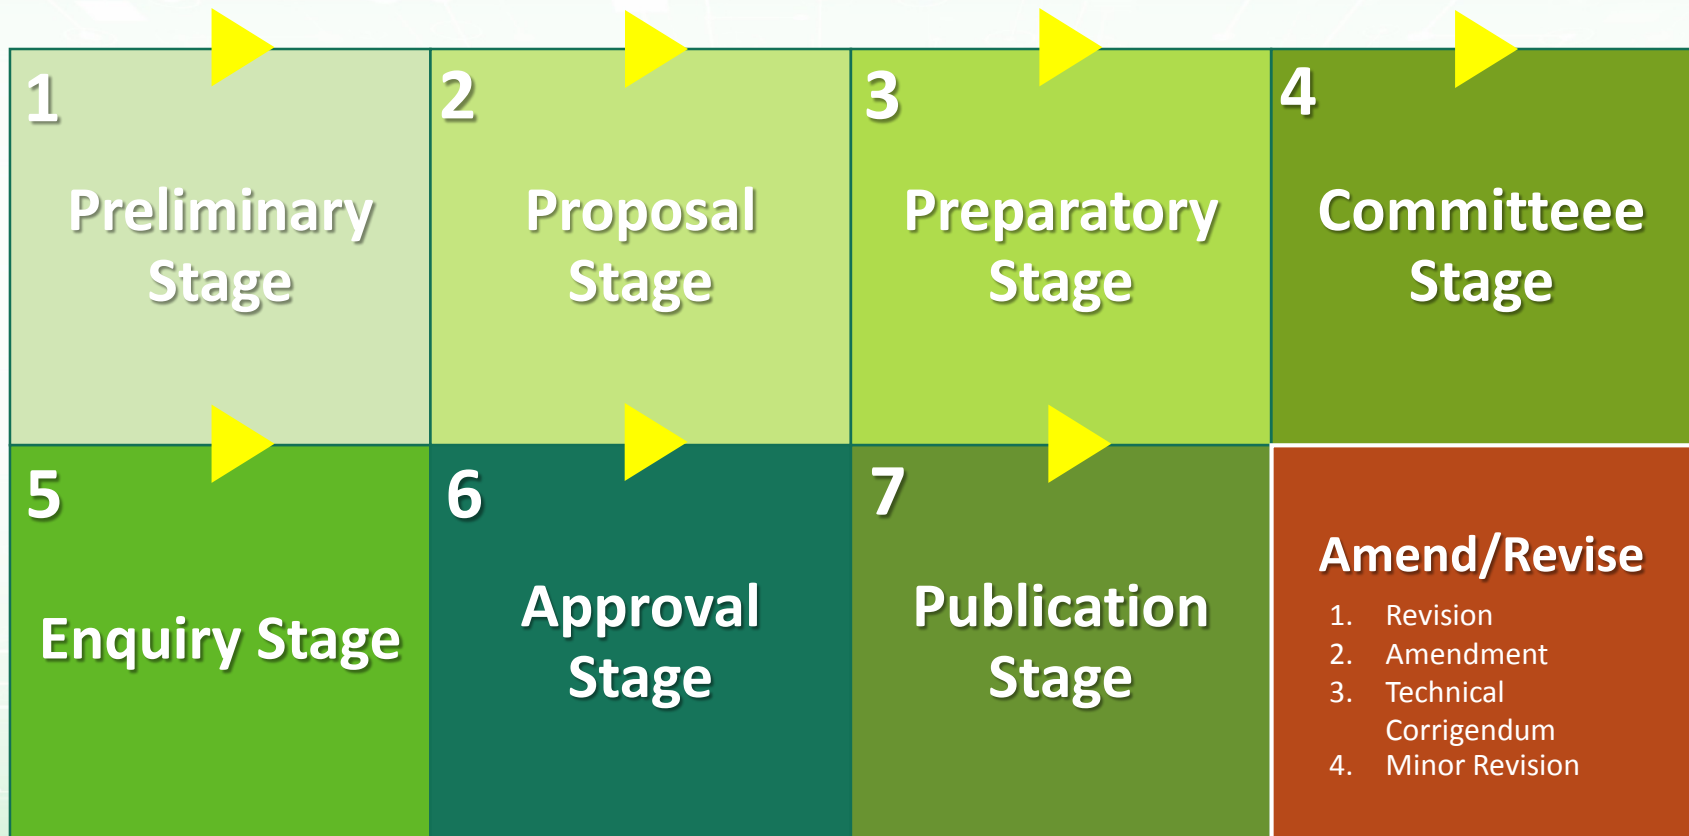 1
Preliminary
Stage
2
Proposal
Stage
3
Preparatory
Stage
4
Committeee
Stage
5
Enquiry Stage
6
Approval
Stage
7
Publication
Stage
Amend/Revise
1. Revision
2. Amendment
3. Technical
Corrigendum
4. Minor Revision